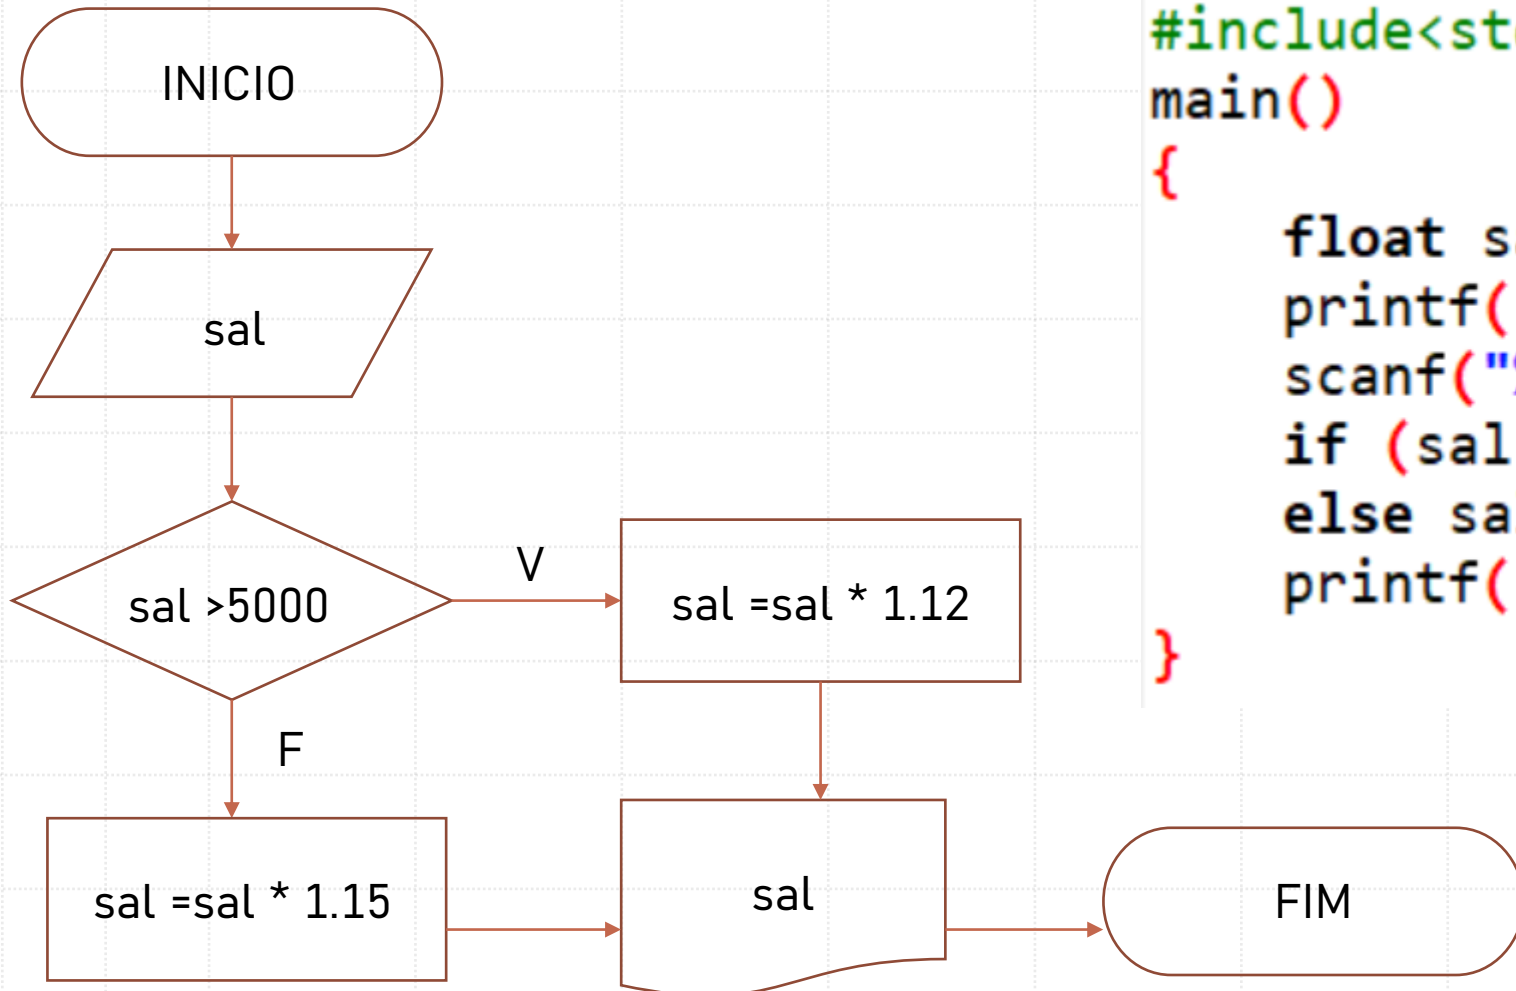 INICIO
sal
sal >5000
V
sal =sal * 1.12
F
sal =sal * 1.15
sal
FIM
#include<st
main()
{
float s
printf(
scanf("
if (sal
else sa
printf(
}